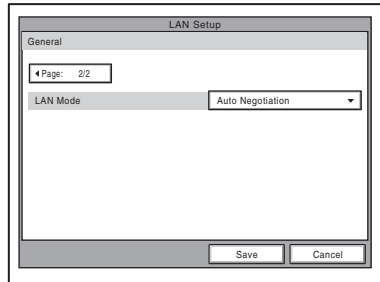 LAN Setup
General
Page: 2/2
LAN Mode Auto Negotiation
Save Cancel